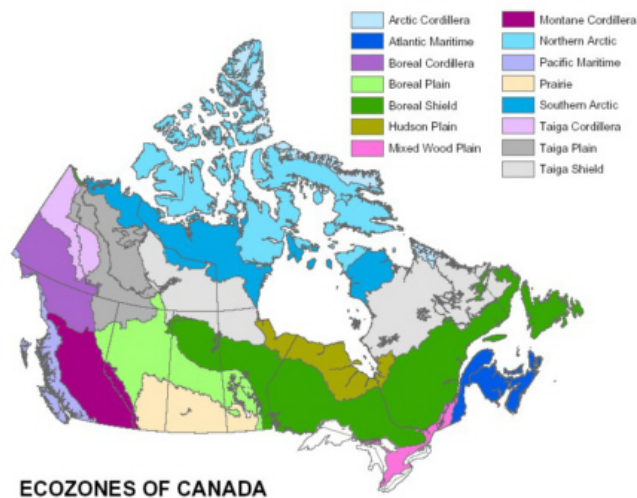 Arctic Cordillera
Atlantic Maritime
Boreal Cordillera
Boreal Plain
Boreal Shield
Hudson Plain
Mixed Wood Plain
Montane Cordillera
Northern Arctic
Pacific Maritime
Prairie
Southern Arctic
Taiga Cordillera
Taiga Plain
Taiga Shield
ECOZONES OF CANADA